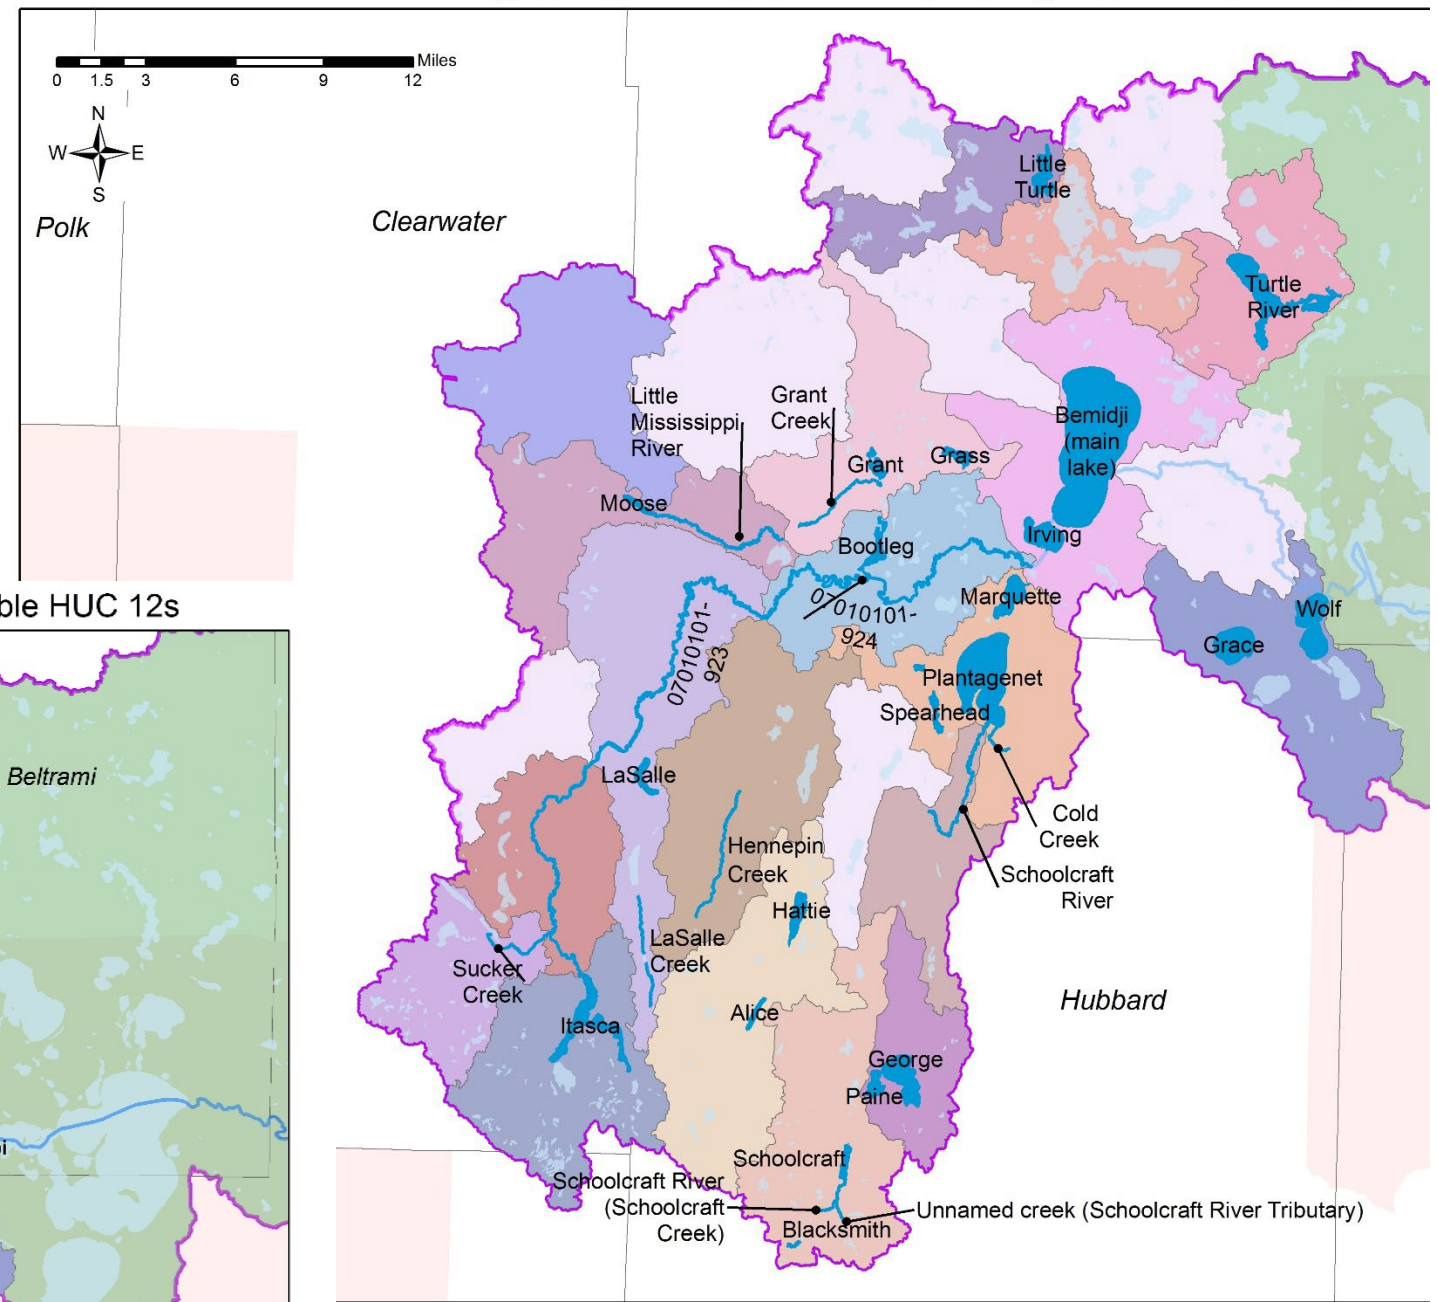 Miles
0 1.5 3 6 9 12
N
W E
S
Polk
Clearwater
Little
Turtle
Turtle
River
Little
Mississippi
River
Grant
Creek
Bemidji
(main
lake)
Grant
Grass
Moose
Bootleg
Irving
07010101-
924
Marquette
Wolf
Grace
ble HUC 12s
07010101-
923
Plantagenet
Spearhead
Beltrami
LaSalle
Cold
Creek
Hennepin
Creek
Schoolcraft
River
Hattie
LaSalle
Creek
Sucker
Creek
Hubbard
Alice
Itasca
George
Paine
i
Schoolcraft
Schoolcraft River
(Schoolcraft
Creek)
Unnamed creek (Schoolcraft River Tributary)
Blacksmith